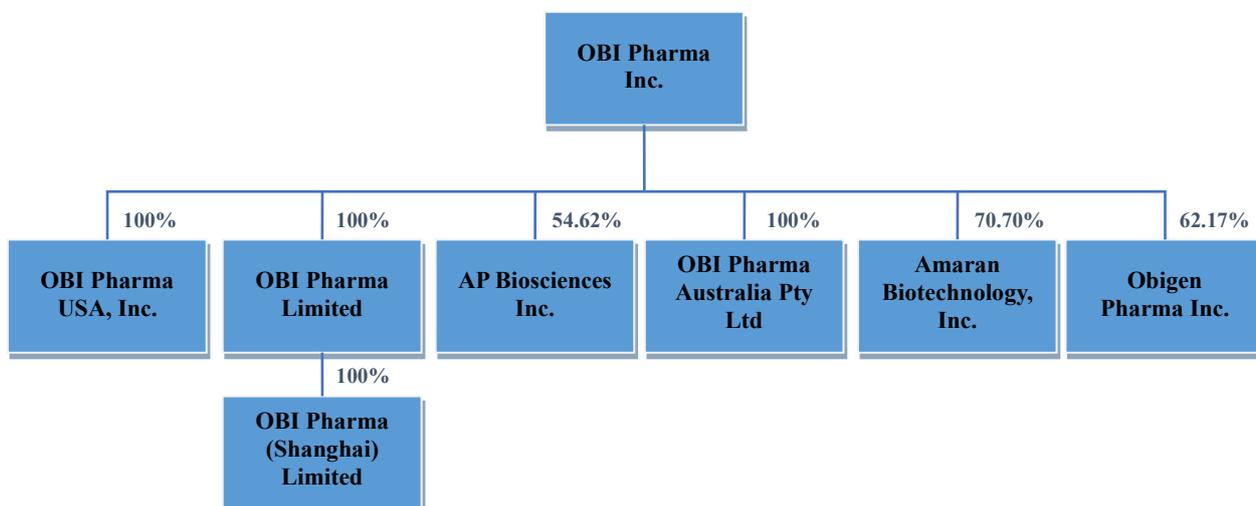 OBI Pharma
Inc.
100%
100%
54.62%
100%
70.70%
62.17%
OBI Pharma
USA, Inc.
OBI Pharma
Limited
AP Biosciences
Inc.
OBI Pharma
Australia Pty
Ltd
Amaran
Biotechnology,
Inc.
Obigen
Pharma Inc.
100%
OBI Pharma
(Shanghai)
Limited